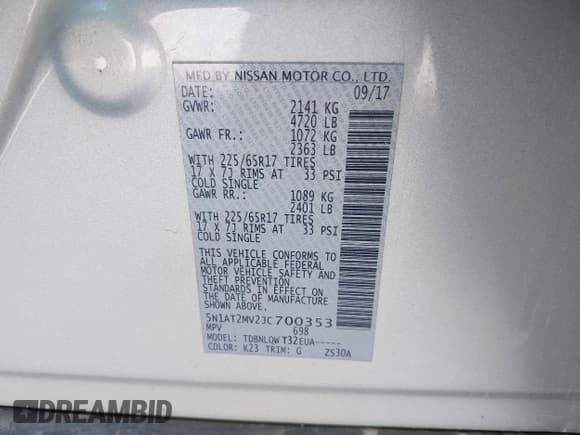 MFD BY NISSAN MOTOR CO., LTD.
DATE: 09/17
GVWR: 2141 KG
4720 LB
GAWR FR.: 1072 KG
2363 LB
WITH 225/65R17 TIRES
17 X 7J RIMS AT 33 PSI
COLD SINGLE
GAWR RR.: 1089 KG
2401 LB
WITH 225/65R17 TIRES
17 X 7J RIMS AT 33 PSI
COLD SINGLE
THIS VEHICLE CONFORMS TO
ALL APPLICABLE FEDERAL
MOTOR VEHICLE SAFETY AND
THEFT PREVENTION
STANDARDS IN EFFECT ON
THE DATE OF MANUFACTURE
SHOWN ABOVE.
5N1AT2MV2JC700353
MPV 698
MODEL: TDBNLQWT32EUA-----
COLOR: K23 TRIM: G ZS30A
DREAMBID